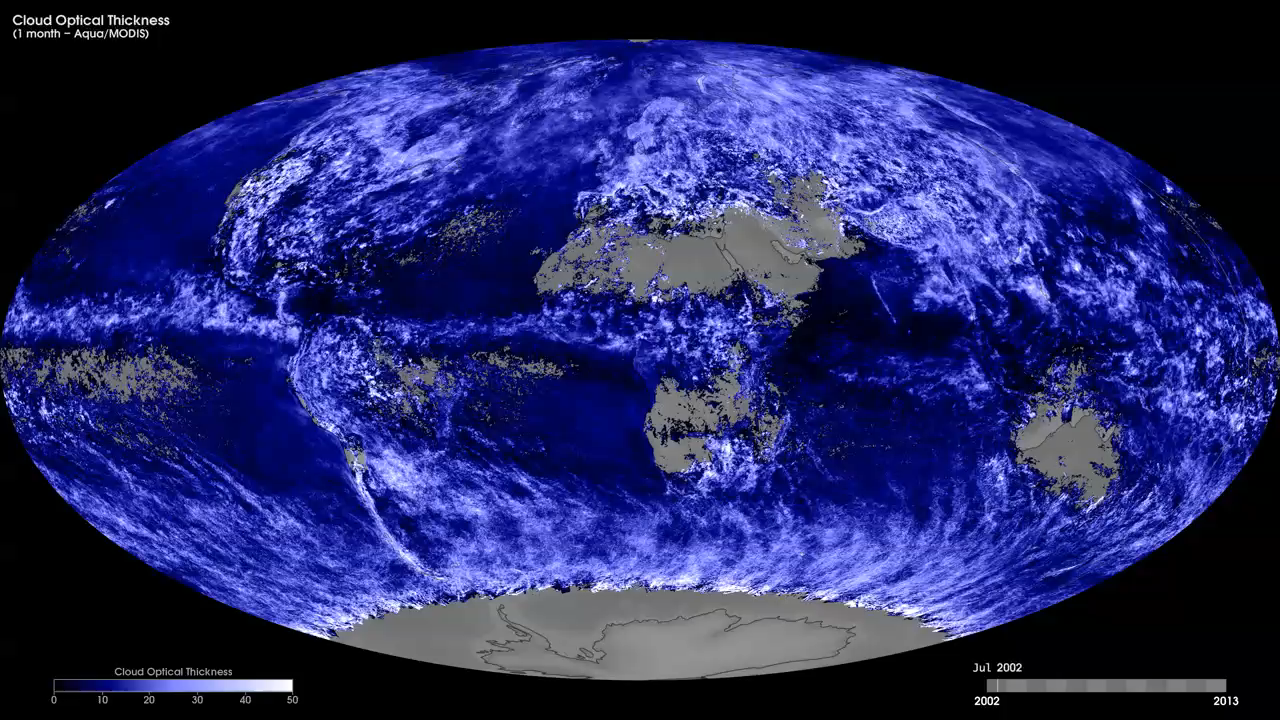 Cloud Optical Thickness
(1 month – Aqua/MODIS)
Cloud Optical Thickness
0 10 20 30 40 50
Jul 2002
2002 2013